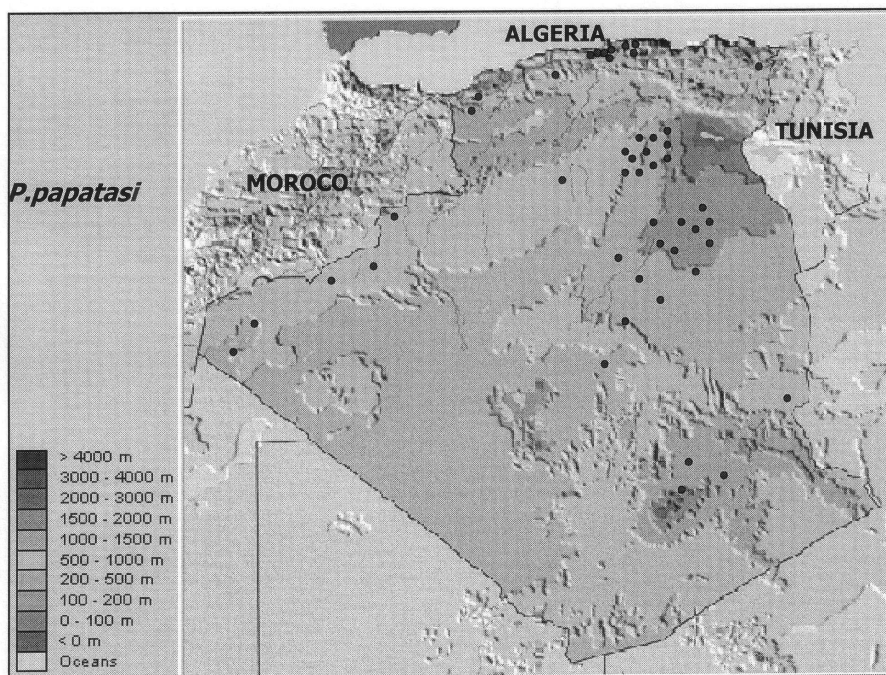 ALGERIA
TUNISIA
MOROCO
P.papatasi
> 4000 m
3000 - 4000 m
2000 - 3000 m
1500 - 2000 m
1000 - 1500 m
500 - 1000 m
200 - 500 m
100 - 200 m
0 - 100 m
< 0 m
Oceans